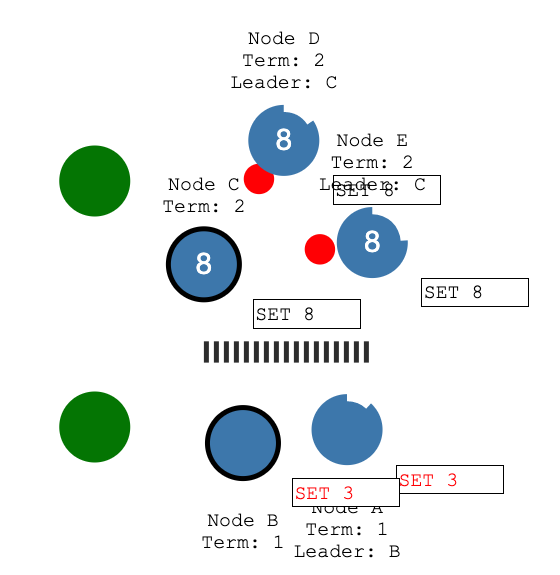 Node D
Term: 2
Leader: C
8
Node E
Term: 2
Leader: C
SET 8
Node C
Term: 2
8
8
SET 8
SET 8
SET 3
SET 3
Node A
Term: 1
Leader: B
Node B
Term: 1